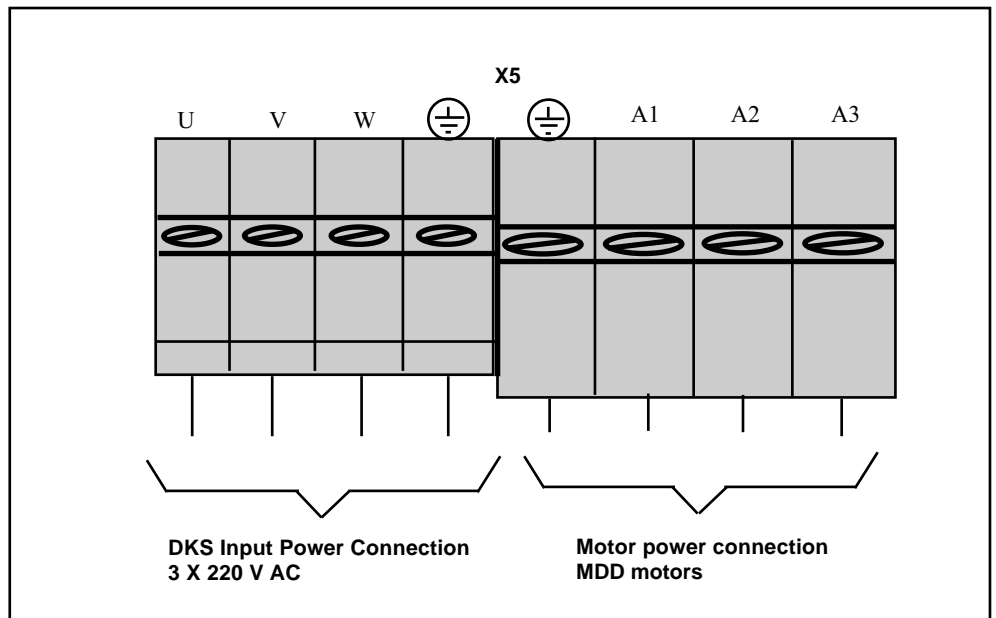 X5
U V W A1 A2 A3
DKS Input Power Connection
3 X 220 V AC
Motor power connection
MDD motors